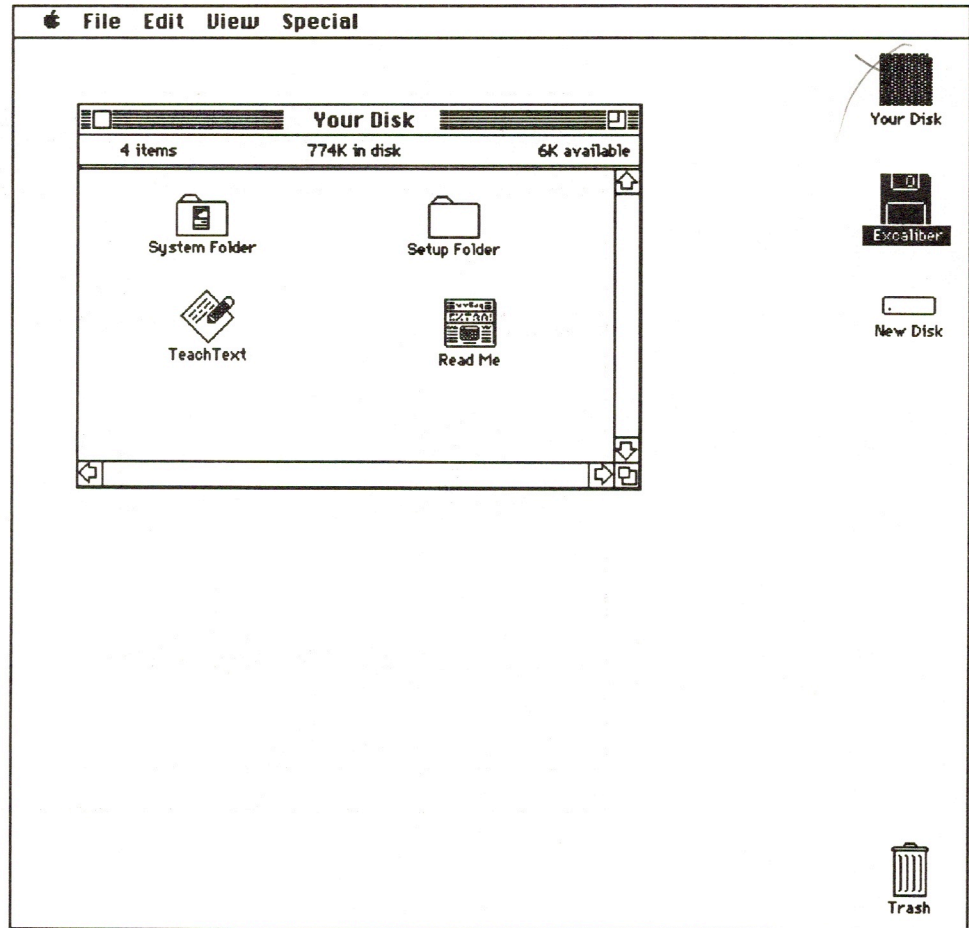 File Edit View Special
Your Disk
4 items 774K in disk 6K available
System Folder Setup Folder
TeachText Read Me
Your Disk
Excaliber
New Disk
Trash